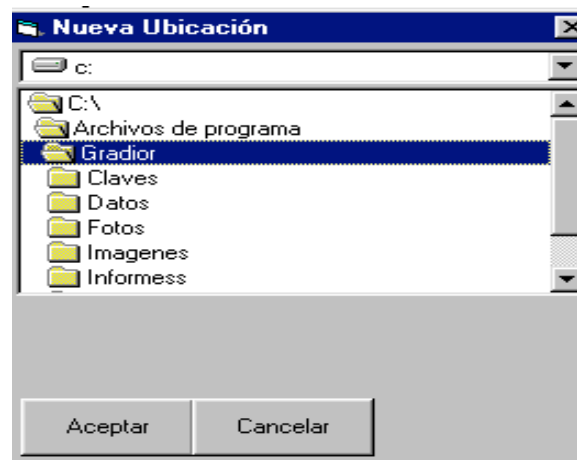 Nueva Ubicación
c:
C:\
Archivos de programa
Gradior
Claves
Datos
Fotos
Imagenes
Informess
Aceptar Cancelar